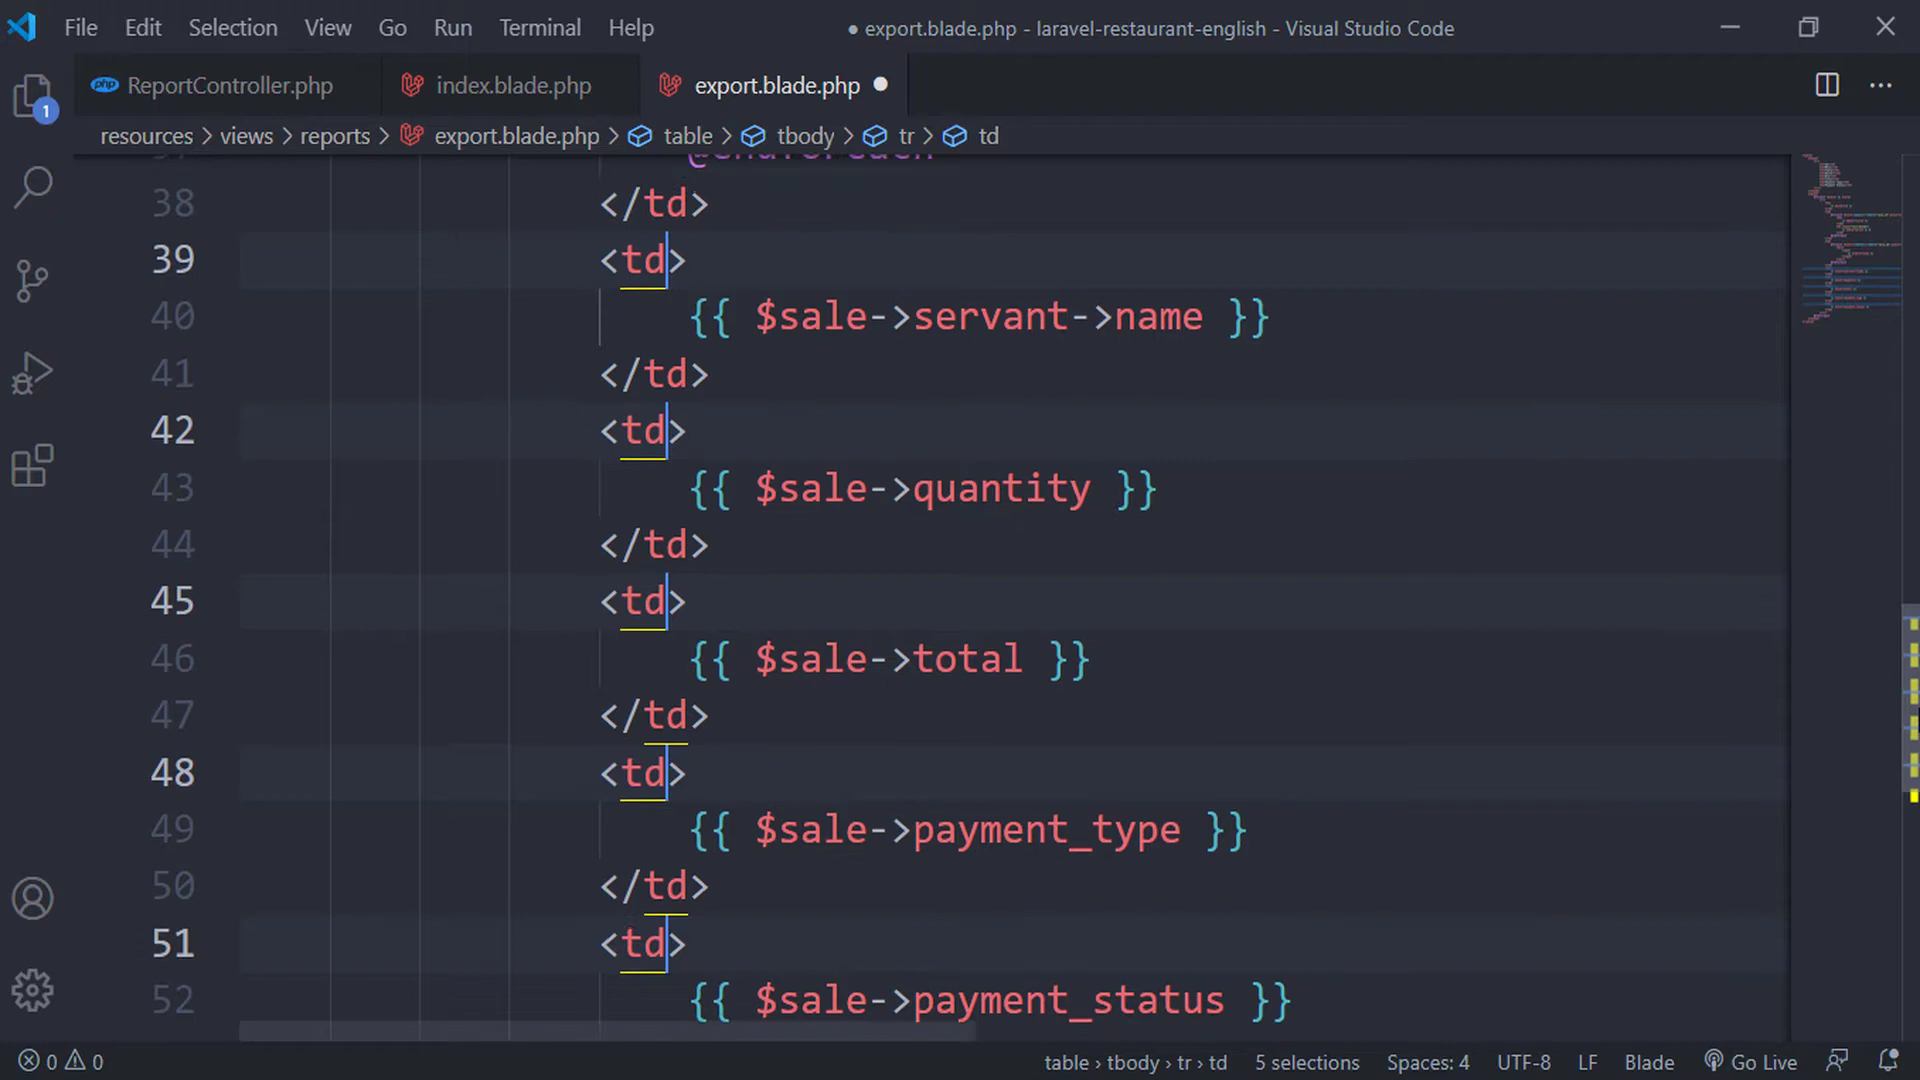 File Edit Selection View Go Run Terminal Help ● export.blade.php - laravel-restaurant-english - Visual Studio Code
ReportController.php index.blade.php export.blade.php
resources > views > reports > export.blade.php > table > tbody > tr > td
1
@endforeach
38 </td>
39 <td>
40 {{ $sale->servant->name }}
41 </td>
42 <td>
43 {{ $sale->quantity }}
44 </td>
45 <td>
46 {{ $sale->total }}
47 </td>
48 <td>
49 {{ $sale->payment_type }}
50 </td>
51 <td>
52 {{ $sale->payment_status }}
0 0 table > tbody > tr > td 5 selections Spaces: 4 UTF-8 LF Blade Go Live